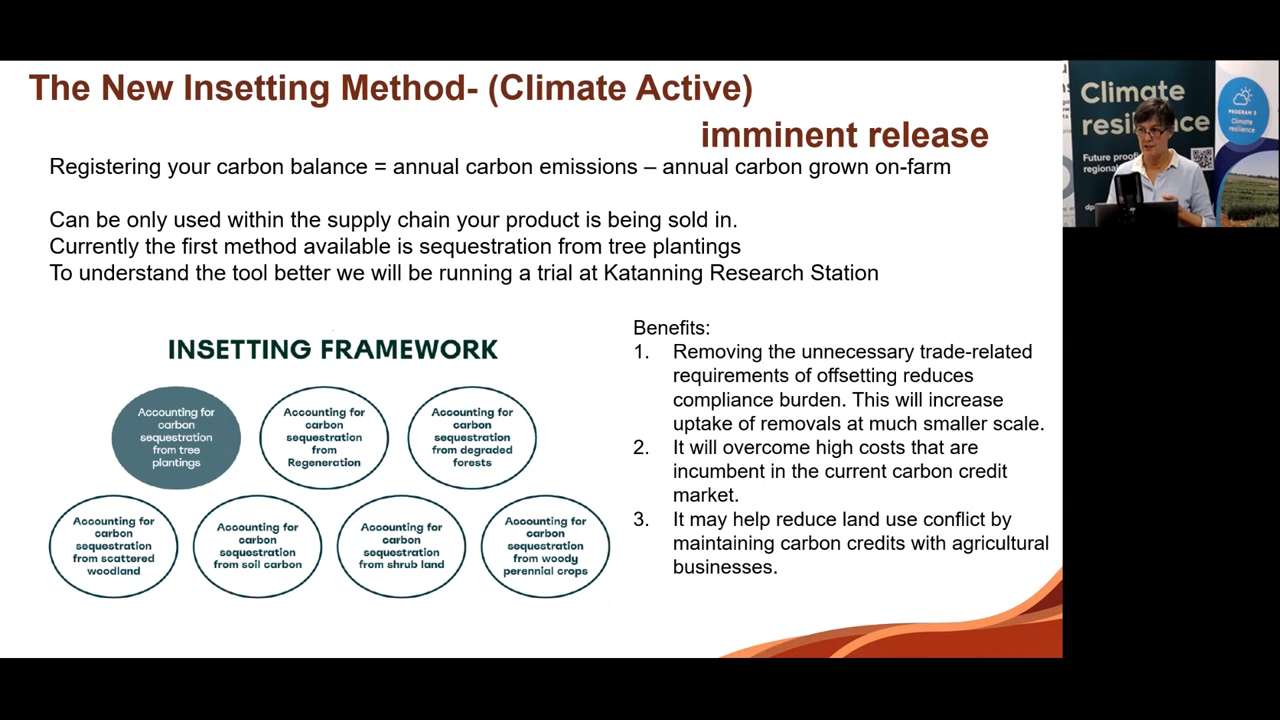 The New Insetting Method- (Climate Active)
imminent release
Registering your carbon balance = annual carbon emissions – annual carbon grown on-farm
Can be only used within the supply chain your product is being sold in.
Currently the first method available is sequestration from tree plantings
To understand the tool better we will be running a trial at Katanning Research Station
INSETTING FRAMEWORK
Accounting for
carbon
sequestration
from tree
plantings
Accounting for
carbon
sequestration
from
Regeneration
Accounting for
carbon
sequestration
from degraded
forests
Accounting for
carbon
sequestration
from scattered
woodland
Accounting for
carbon
sequestration
from soil carbon
Accounting for
carbon
sequestration
from shrub land
Accounting for
carbon
sequestration
from woody
perennial crops
Benefits:
1. Removing the unnecessary trade-related
requirements of offsetting reduces
compliance burden. This will increase
uptake of removals at much smaller scale.
2. It will overcome high costs that are
incumbent in the current carbon credit
market.
3. It may help reduce land use conflict by
maintaining carbon credits with agricultural
businesses.
Climate
Future
regional
PROGRAM 3
Climate
resilience